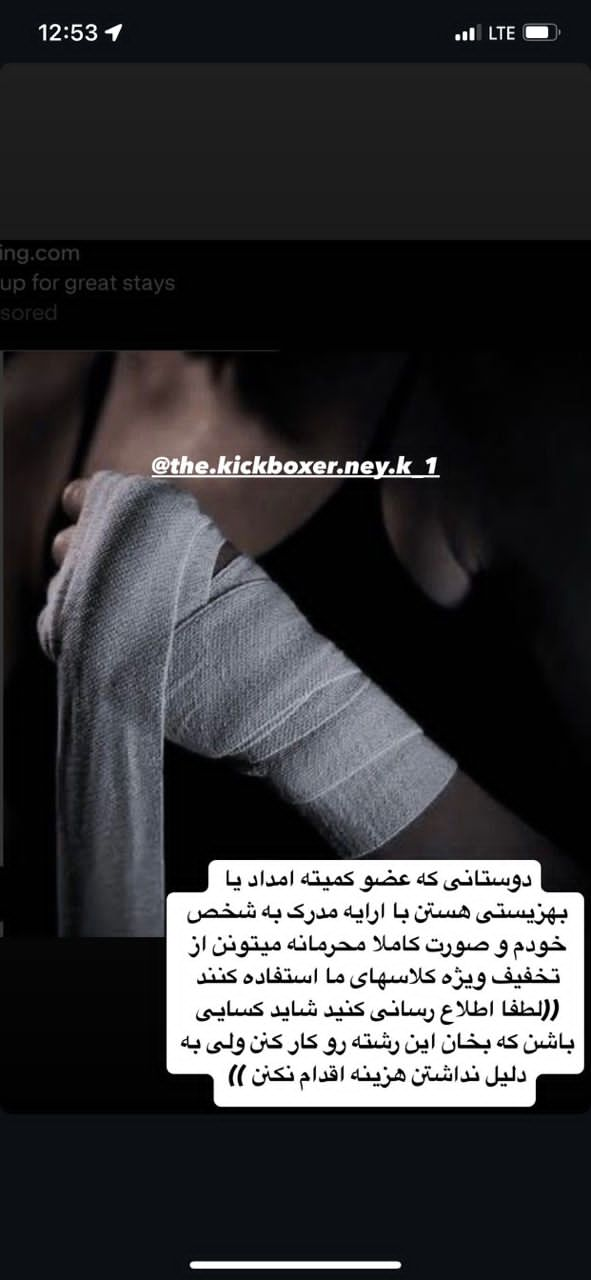 12:53
LTE
ing.com
up for great stays
sored
@the.kickboxer.ney.k_1
دوستانی که عضو کمیته امداد یا
بهزیستی هستن با ارایه مدرک به شخص
خودم و صورت کاملا محرمانه میتونن از
تخفیف ویژه کلاسهای ما استفاده کنند
((لطفا اطلاع رسانی کنید شاید کسایی
باشن که بخان این رشته رو کار کنن ولی به
دلیل نداشتن هزینه اقدام نکنن ))